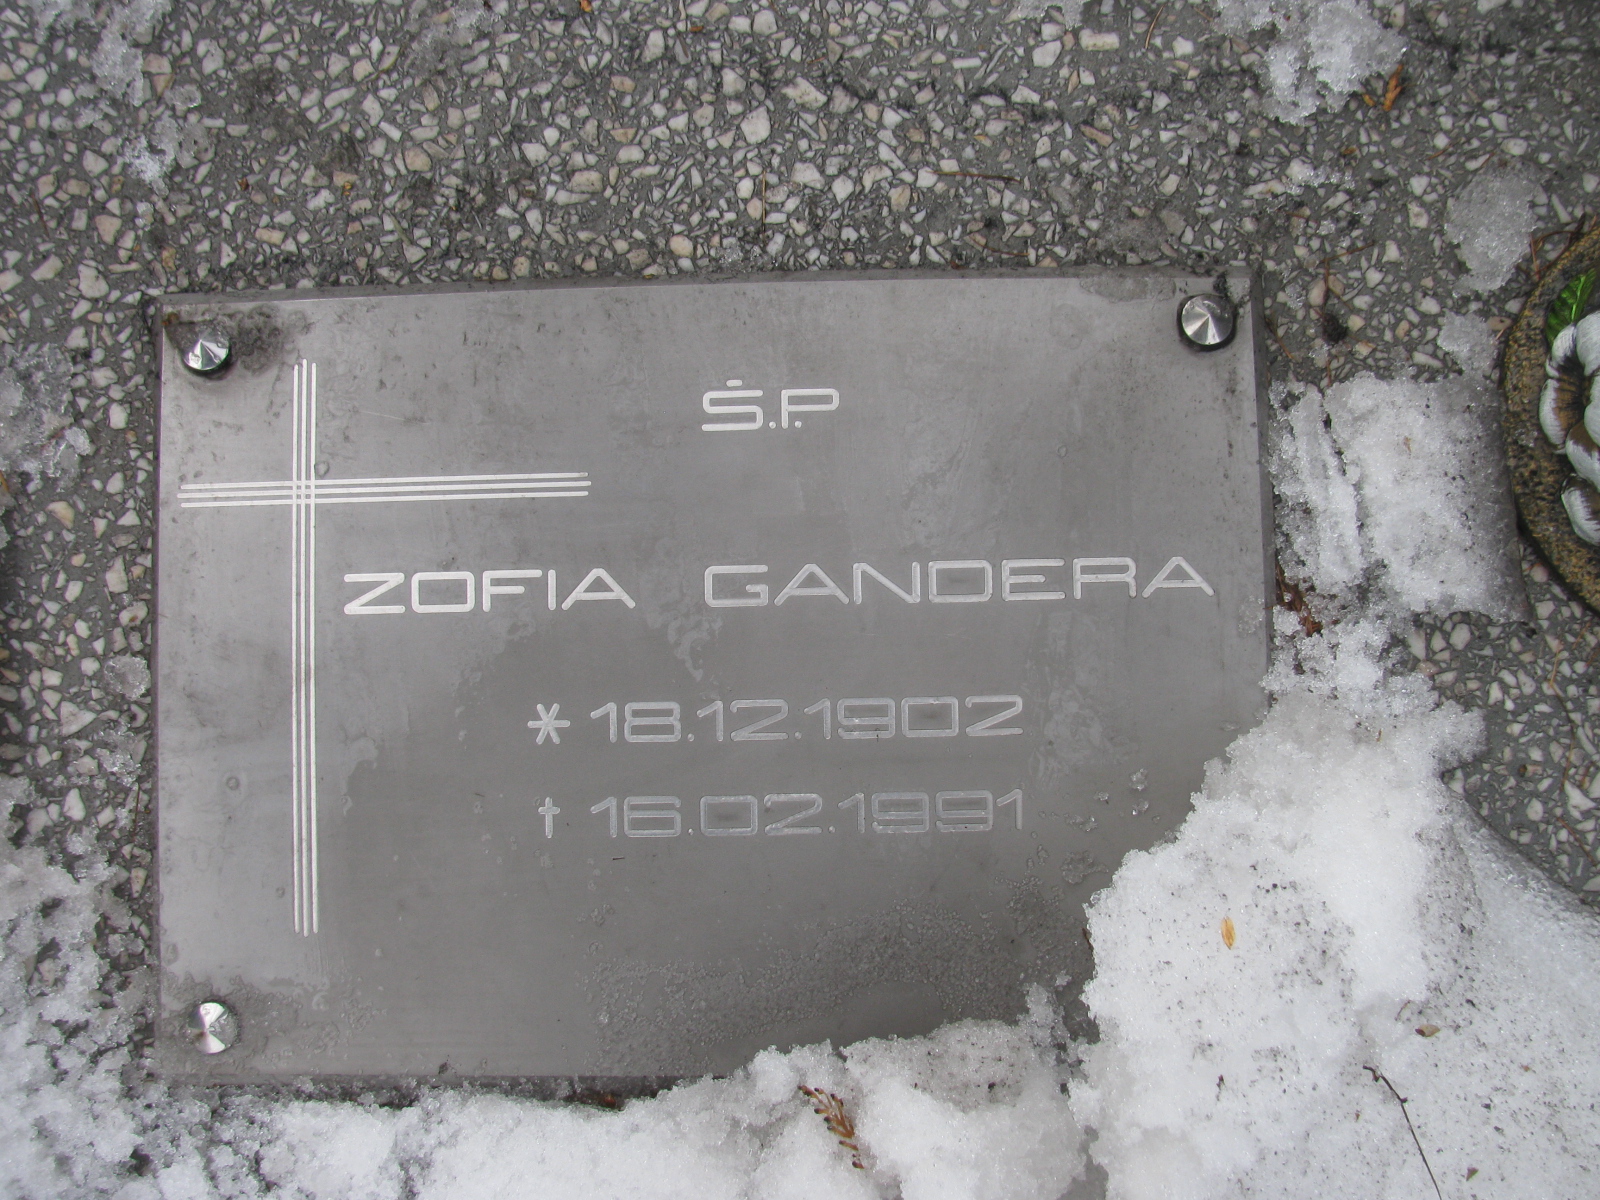 Ś.P.
ZOFIA GANDERA
* 18.12.1902
† 16.02.1991